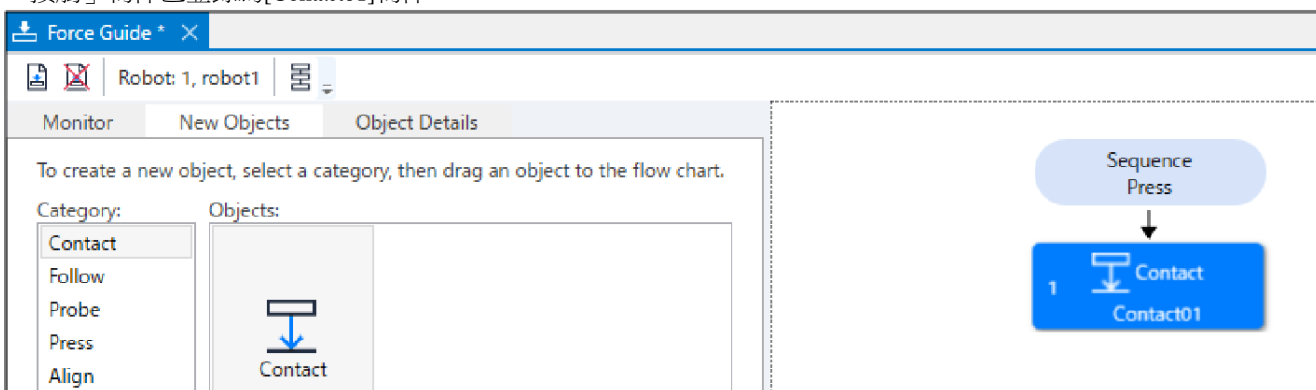 Force Guide *
Robot: 1, robot1
Monitor New Objects Object Details
To create a new object, select a category, then drag an object to the flow chart.
Category: Objects:
Contact
Follow
Probe
Press
Align
Contact
Sequence
Press
1 Contact
Contact01